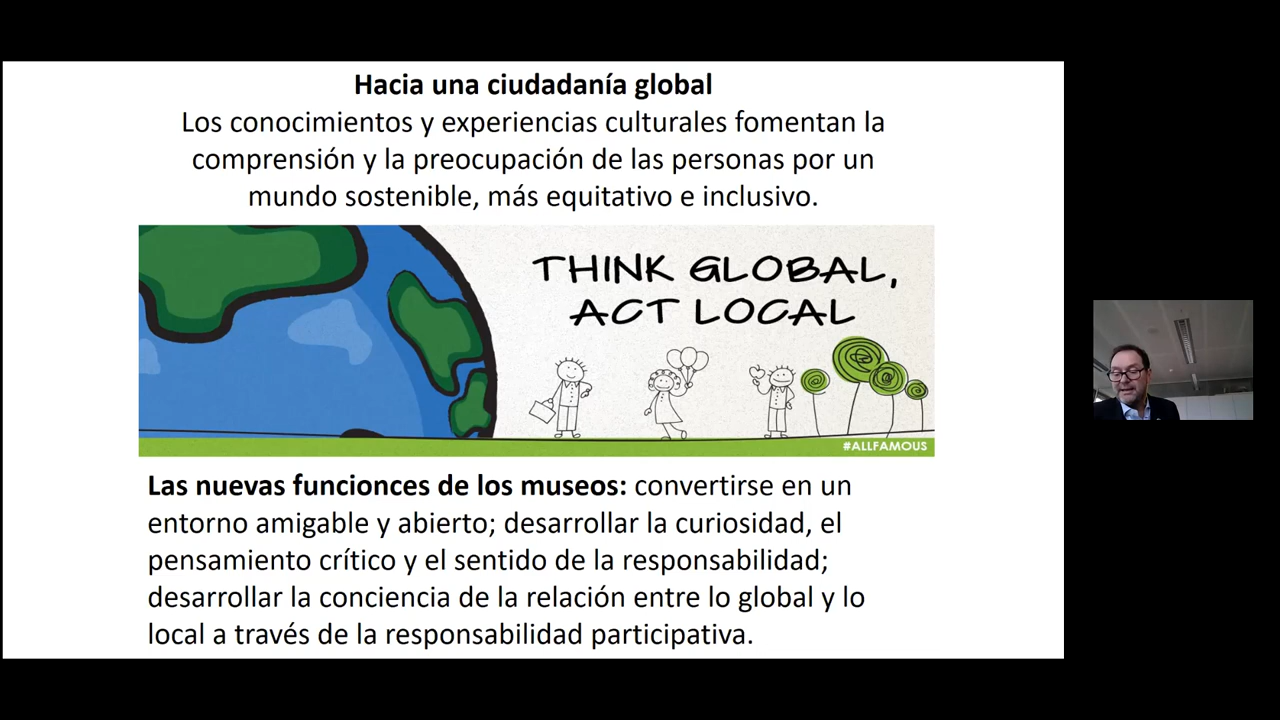 Hacia una ciudadanía global
Los conocimientos y experiencias culturales fomentan la
comprensión y la preocupación de las personas por un
mundo sostenible, más equitativo e inclusivo.
THINK GLOBAL,
ACT LOCAL
#ALLFAMOUS
Las nuevas funcionces de los museos: convertirse en un
entorno amigable y abierto; desarrollar la curiosidad, el
pensamiento crítico y el sentido de la responsabilidad;
desarrollar la conciencia de la relación entre lo global y lo
local a través de la responsabilidad participativa.